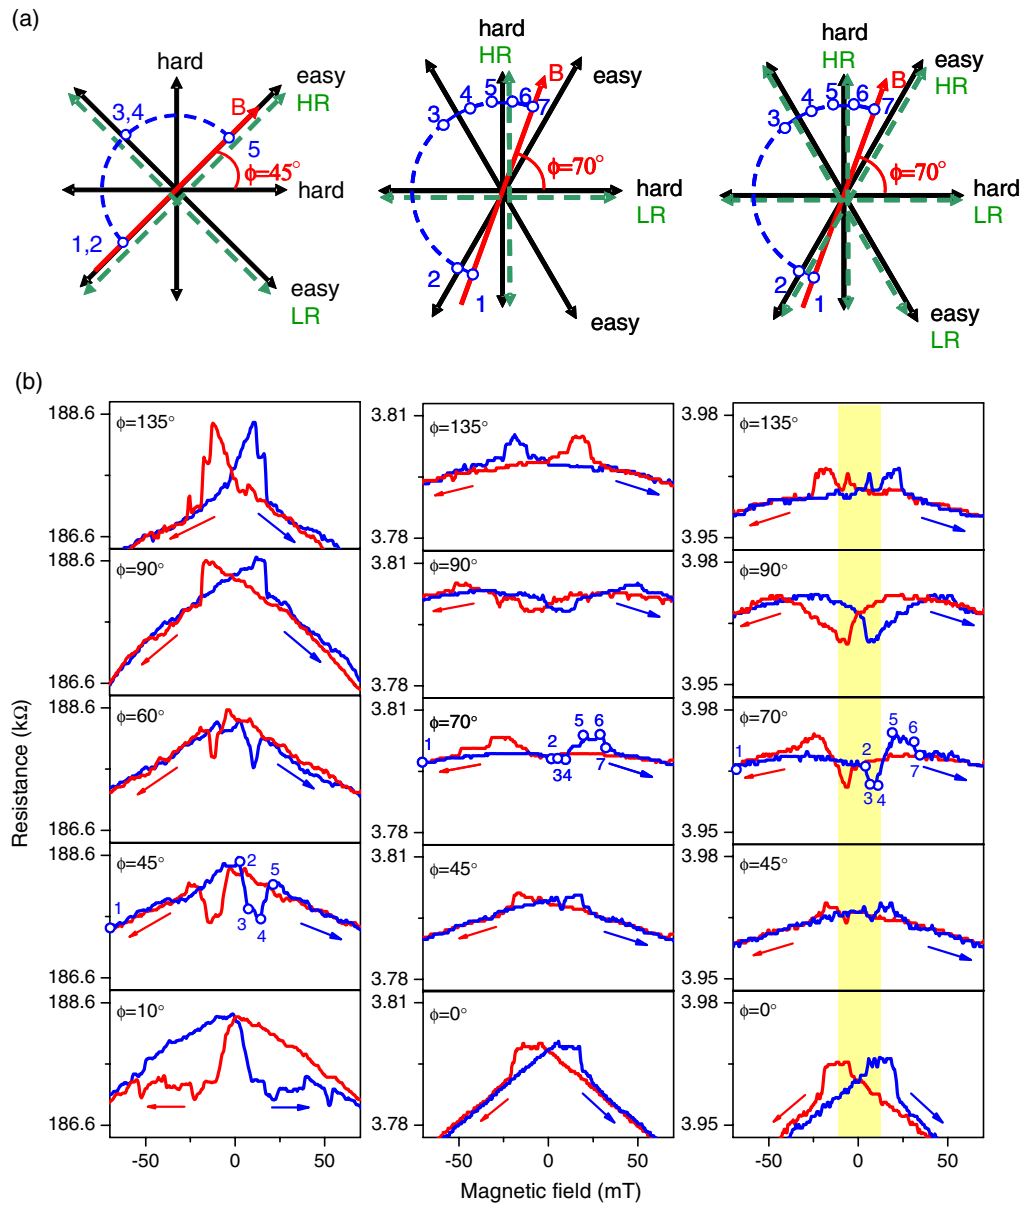 (a)
hard
easy
HR
B
3,4
5
ϕ=45°
hard
1,2
easy
LR
hard
HR
B
easy
3
4
5
6
7
ϕ=70°
hard
LR
2
1
easy
hard
HR
B
easy
HR
3
4
5
6
7
ϕ=70°
hard
LR
2
1
easy
LR
(b)
Resistance (kΩ)
188.6
ϕ=135°
186.6
188.6
ϕ=90°
186.6
188.6
ϕ=60°
186.6
188.6
ϕ=45°
1
2
3
4
5
186.6
188.6
ϕ=10°
186.6
-50
0
50
3.81
ϕ=135°
3.78
3.81
ϕ=90°
3.78
3.81
ϕ=70°
1
2
34
5
6
7
3.78
3.81
ϕ=45°
3.78
3.81
ϕ=0°
3.78
-50
0
50
3.98
ϕ=135°
3.95
3.98
ϕ=90°
3.95
3.98
ϕ=70°
1
2
3
4
5
6
7
3.95
3.98
ϕ=45°
3.95
3.98
ϕ=0°
3.95
-50
0
50
Magnetic field (mT)